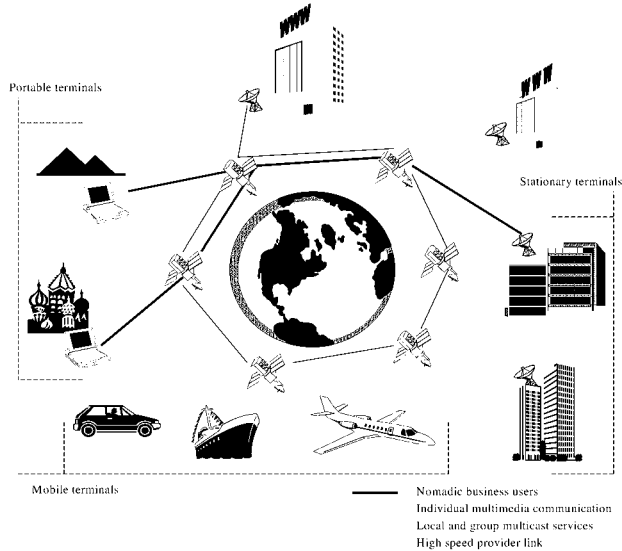 WWW
WWW
Portable terminals
Stationary terminals
Mobile terminals
Nomadic business users
Individual multimedia communication
Local and group multicast services
High speed provider link